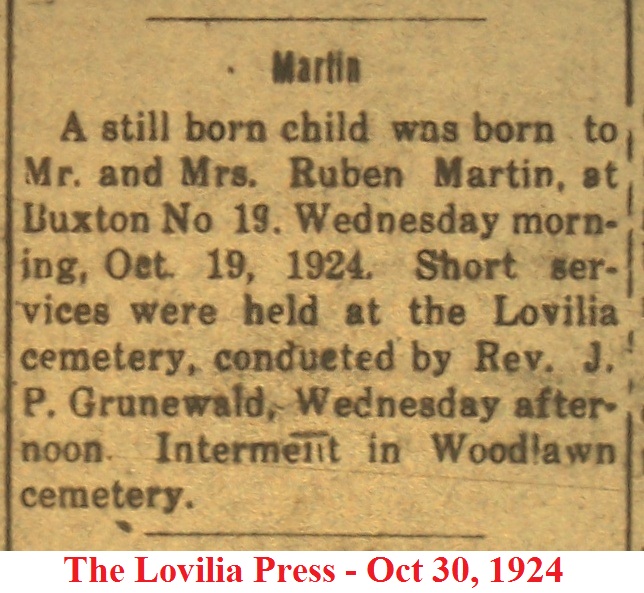 Martin
A still born child was born to
Mr. and Mrs. Ruben Martin, at
Buxton No 19. Wednesday morn-
ing, Oct. 19, 1924. Short ser-
vices were held at the Lovilia
cemetery, conducted by Rev. J.
P. Grunewald, Wednesday after-
noon. Interment in Woodlawn
cemetery.
The Lovilia Press - Oct 30, 1924